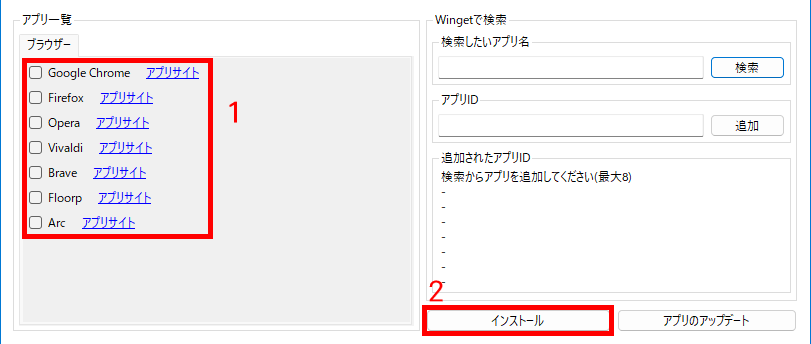 アプリ一覧
ブラウザー
Google Chrome アプリサイト
Firefox アプリサイト
Opera アプリサイト
Vivaldi アプリサイト
Brave アプリサイト
Floorp アプリサイト
Arc アプリサイト
1
Wingetで検索
検索したいアプリ名
検索
アプリID
追加
追加されたアプリID
検索からアプリを追加してください(最大8)
-
-
-
-
-
-
-
2
インストール
アプリのアップデート